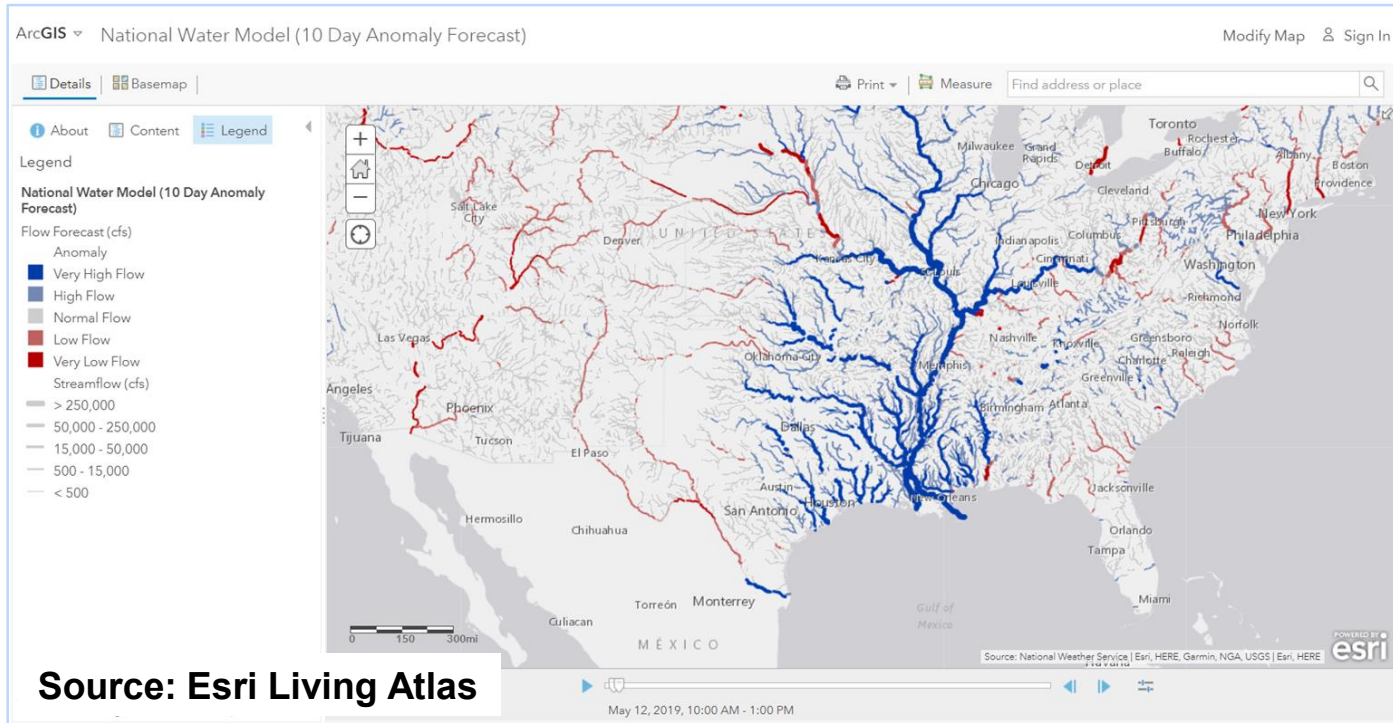 ArcGIS National Water Model (10 Day Anomaly Forecast) Modify Map Sign In
Details Basemap Print Measure Find address or place
About Content Legend
Legend
National Water Model (10 Day Anomaly
Forecast)
Flow Forecast (cfs)
Anomaly
Very High Flow
High Flow
Normal Flow
Low Flow
Very Low Flow
Streamflow (cfs)
> 250,000
50,000 - 250,000
15,000 - 50,000
500 - 15,000
< 500
+
−
Toronto
Rochester
Buffalo
Milwaukee
Grand
Rapids
Detroit
Albany
Boston
Providence
Chicago
Cleveland
New York
Salt Lake
City
Pittsburgh
Philadelphia
Denver
UNITED STATES
Indianapolis
Columbus
Kansas City
St Louis
Cincinnati
Washington
Louisville
Richmond
Norfolk
Las Vegas
Nashville
Knoxville
Greensboro
Raleigh
Charlotte
Oklahoma City
Memphis
Greenville
Angeles
Phoenix
Birmingham
Atlanta
Tijuana
Tucson
Dallas
El Paso
Austin
Jacksonville
New Orleans
Houston
San Antonio
Hermosillo
Chihuahua
Orlando
Tampa
Miami
Torreón
Monterrey
Gulf of
Mexico
Culiacan
MÉXICO
0 150 300mi
POWERED BY
esri
Source: National Weather Service | Esri, HERE, Garmin, NGA, USGS | Esri, HERE
Source: Esri Living Atlas
May 12, 2019, 10:00 AM - 1:00 PM